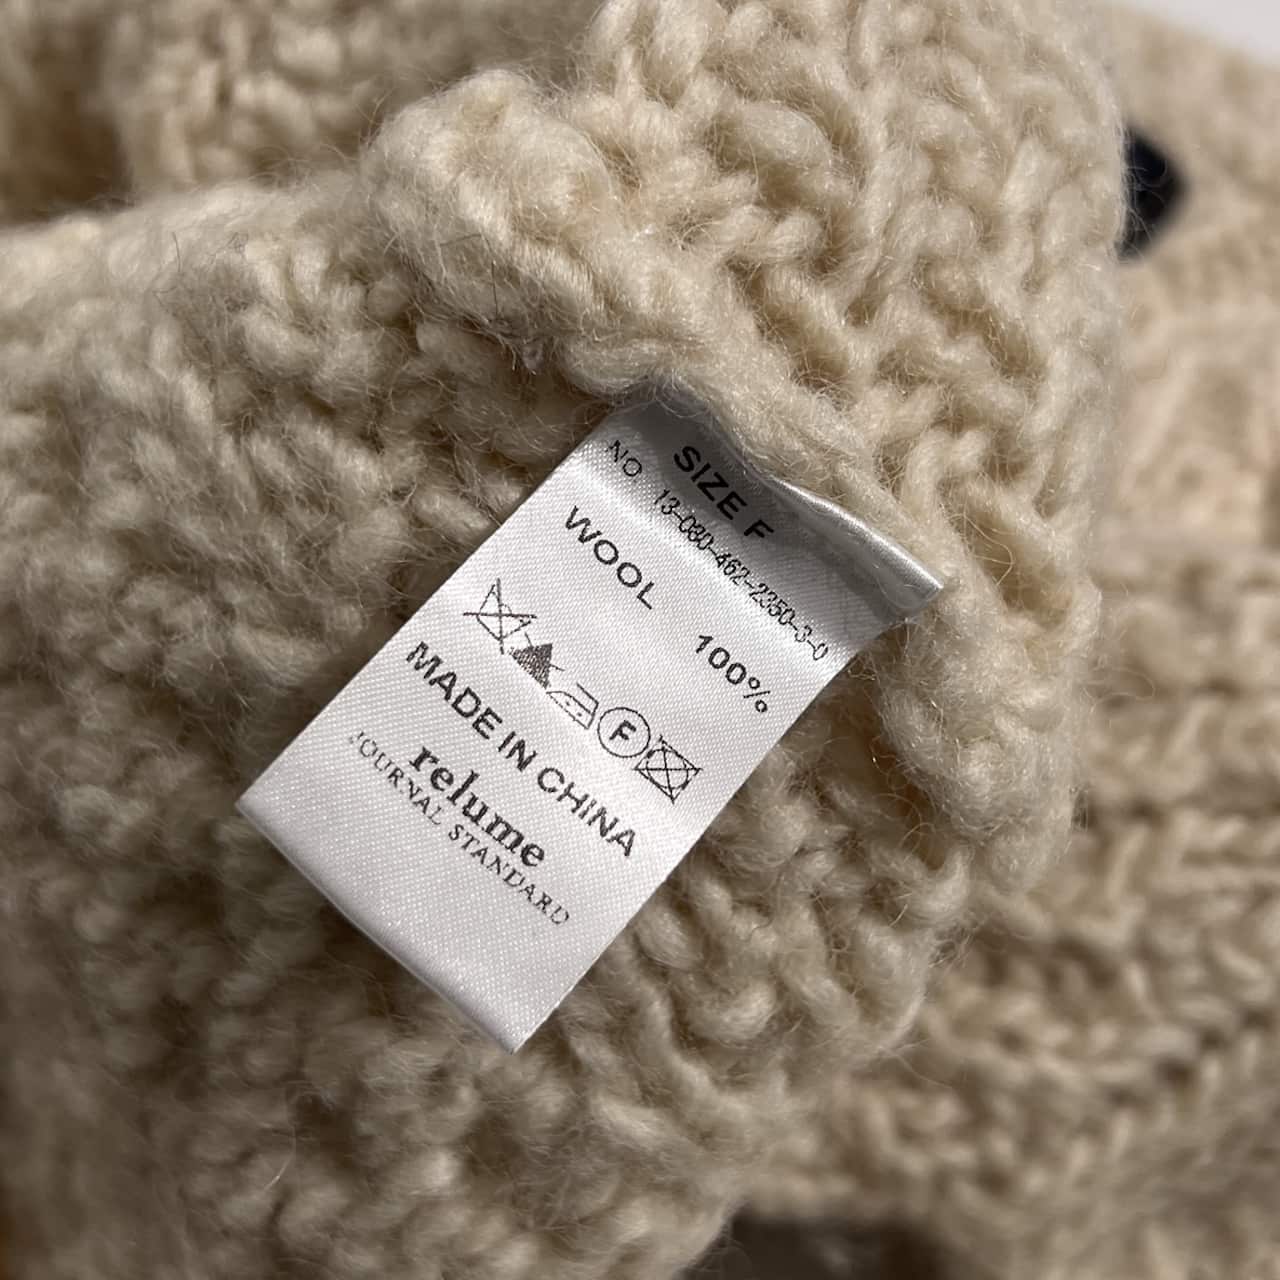 SIZE F
NO 13-080-462-2350-3-0
WOOL 100%
F
MADE IN CHINA
relume
JOURNAL STANDARD